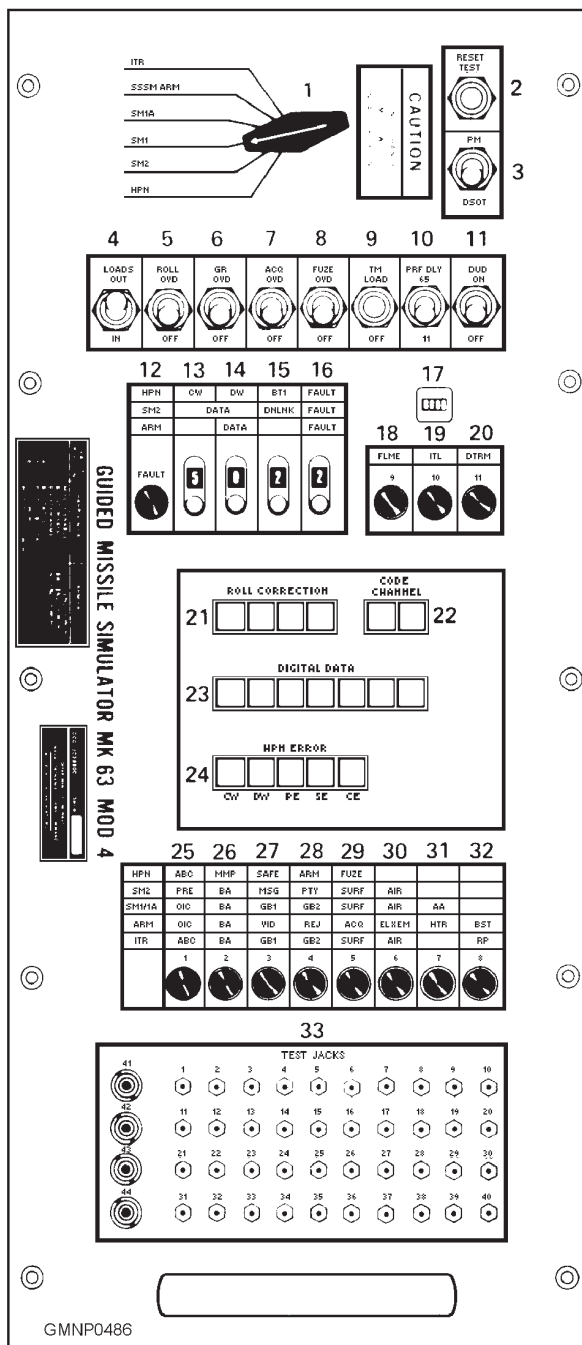 ITR
SSSM ARM
SM1A
SM1
SM2
HPN
1
CAUTION
RESET
TEST
2
PM
DSOT
3
4 5 6 7 8 9 10 11
LOADS OUT ROLL OVD GR OVD ACQ OVD FUZE OVD TM LOAD PRF DLY 65 DUD ON
IN OFF OFF OFF OFF OFF 11 OFF
12 13 14 15 16
HPN CW DW BT1 FAULT
SM2 DATA DNLNK FAULT
ARM DATA FAULT
FAULT
5 0 2 2
17
18 19 20
FLME ITL DTRM
9 10 11
GUIDED MISSILE SIMULATOR MK 63 MOD 4
ROLL CORRECTION
21
CODE
CHANNEL
22
DIGITAL DATA
23
HPN ERROR
24
CW DW PE SE CE
25 26 27 28 29 30 31 32
HPN ABC MMP SAFE ARM FUZE
SM2 PRE BA MSG PTY SURF AIR
SM1/1A OIC BA GB1 GB2 SURF AIR AA
ARM OIC BA VID REJ ACQ ELXEM HTR BST
ITR ABC BA GB1 GB2 SURF AIR RP
1 2 3 4 5 6 7 8
33
TEST JACKS
41 1 2 3 4 5 6 7 8 9 10
42 11 12 13 14 15 16 17 18 19 20
43 21 22 23 24 25 26 27 28 29 30
44 31 32 33 34 35 36 37 38 39 40
GMNP0486